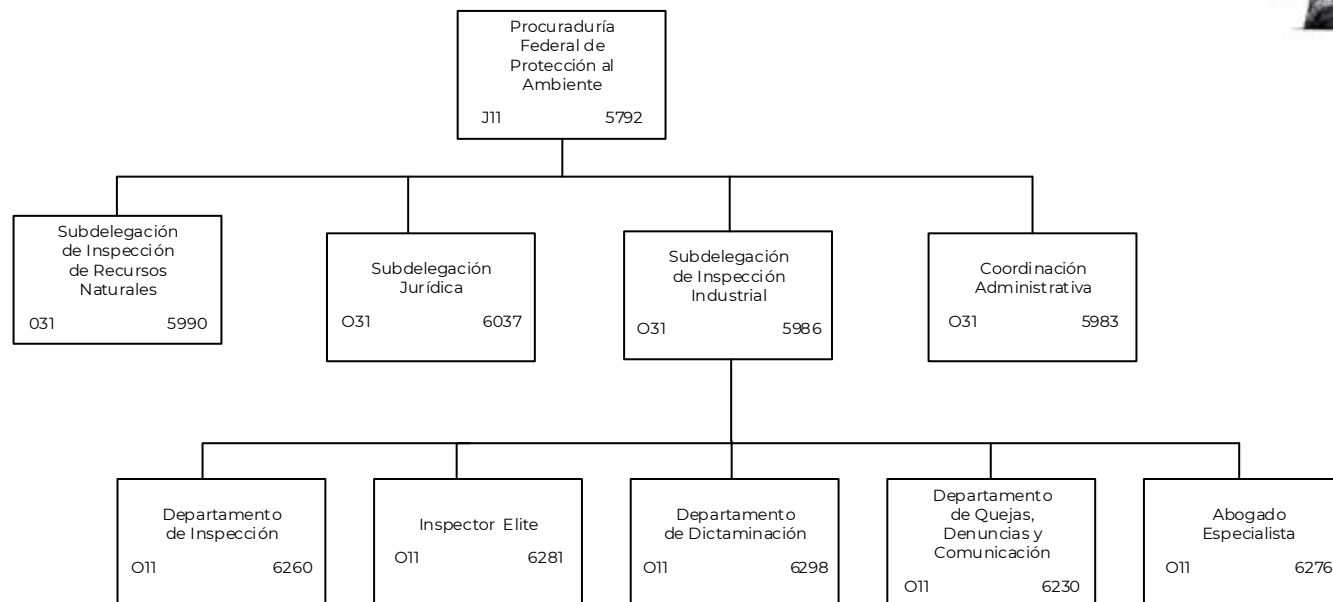 Procuraduría
Federal de
Protección al
Ambiente
J11 5792
Subdelegación
de Inspección
de Recursos
Naturales
031 5990
Subdelegación
Jurídica
O31 6037
Subdelegación
de Inspección
Industrial
O31 5986
Coordinación
Administrativa
O31 5983
Departamento
de Inspección
O11 6260
Inspector Elite
O11 6281
Departamento
de Dictaminación
O11 6298
Departamento
de Quejas,
Denuncias y
Comunicación
O11 6230
Abogado
Especialista
O11 6276